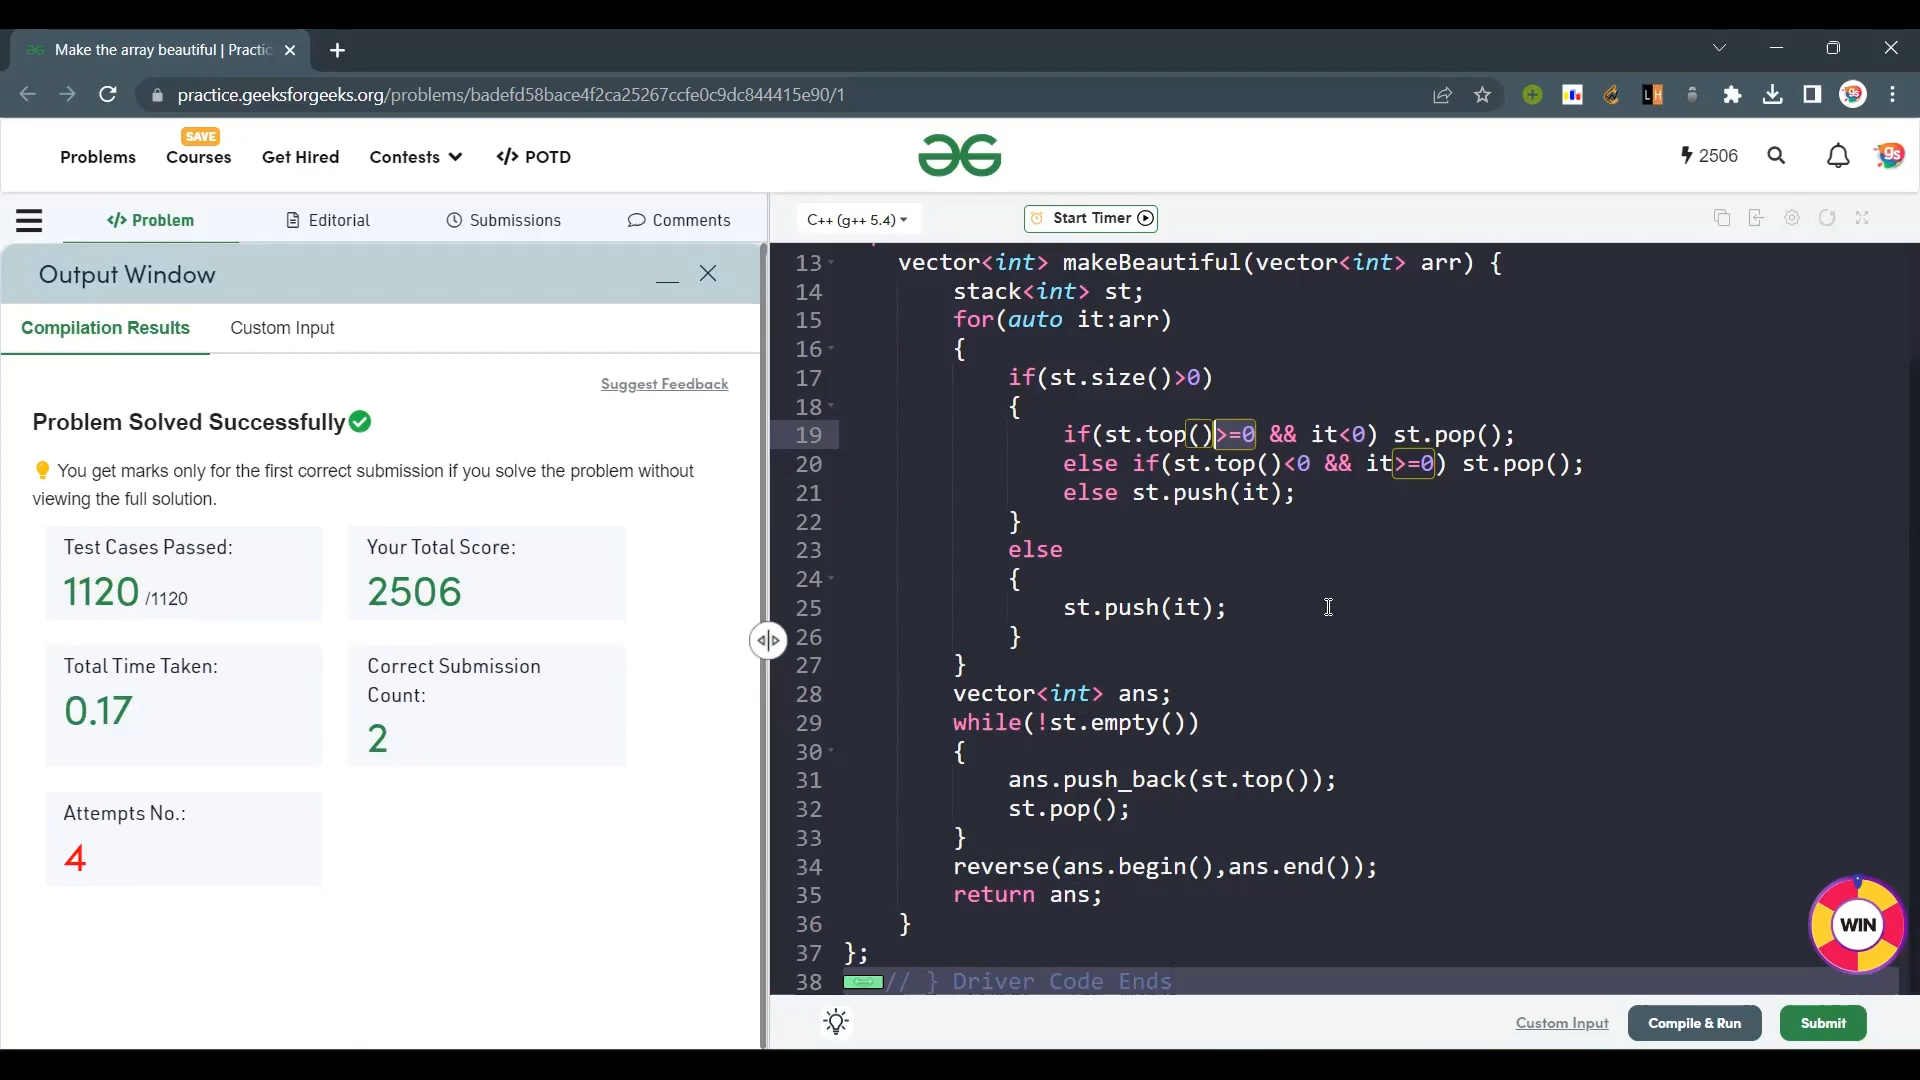 Make the array beautiful | Practic
practice.geeksforgeeks.org/problems/badefd58bace4f2ca25267ccfe0c9dc844415e90/1
LH
gs
SAVE
Problems Courses Get Hired Contests </> POTD
2506
gs
</> Problem Editorial Submissions Comments
C++ (g++ 5.4) Start Timer
Output Window
Compilation Results Custom Input
Suggest Feedback
Problem Solved Successfully
You get marks only for the first correct submission if you solve the problem without
viewing the full solution.
Test Cases Passed:
1120 /1120
Your Total Score:
2506
Total Time Taken:
0.17
Correct Submission
Count:
2
Attempts No.:
4
13 vector<int> makeBeautiful(vector<int> arr) {
14 stack<int> st;
15 for(auto it:arr)
16 {
17 if(st.size()>0)
18 {
19 if(st.top()>=0 && it<0) st.pop();
20 else if(st.top()<0 && it>=0) st.pop();
21 else st.push(it);
22 }
23 else
24 {
25 st.push(it);
26 }
27 }
28 vector<int> ans;
29 while(!st.empty())
30 {
31 ans.push_back(st.top());
32 st.pop();
33 }
34 reverse(ans.begin(),ans.end());
35 return ans;
36 }
37 };
38 // } Driver Code Ends
WIN
Custom Input Compile & Run Submit